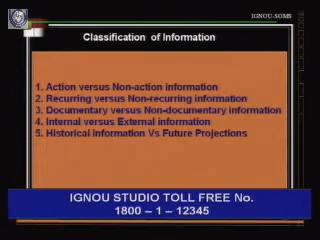 IGNOU-SOMS
Classification of Information
1. Action versus Non-action information
2. Recurring versus Non-recurring information
3. Documentary versus Non-documentary information
4. Internal versus External information
5. Historical Information Vs Future Projections
IGNOU STUDIO TOLL FREE No.
1800 – 1 – 12345